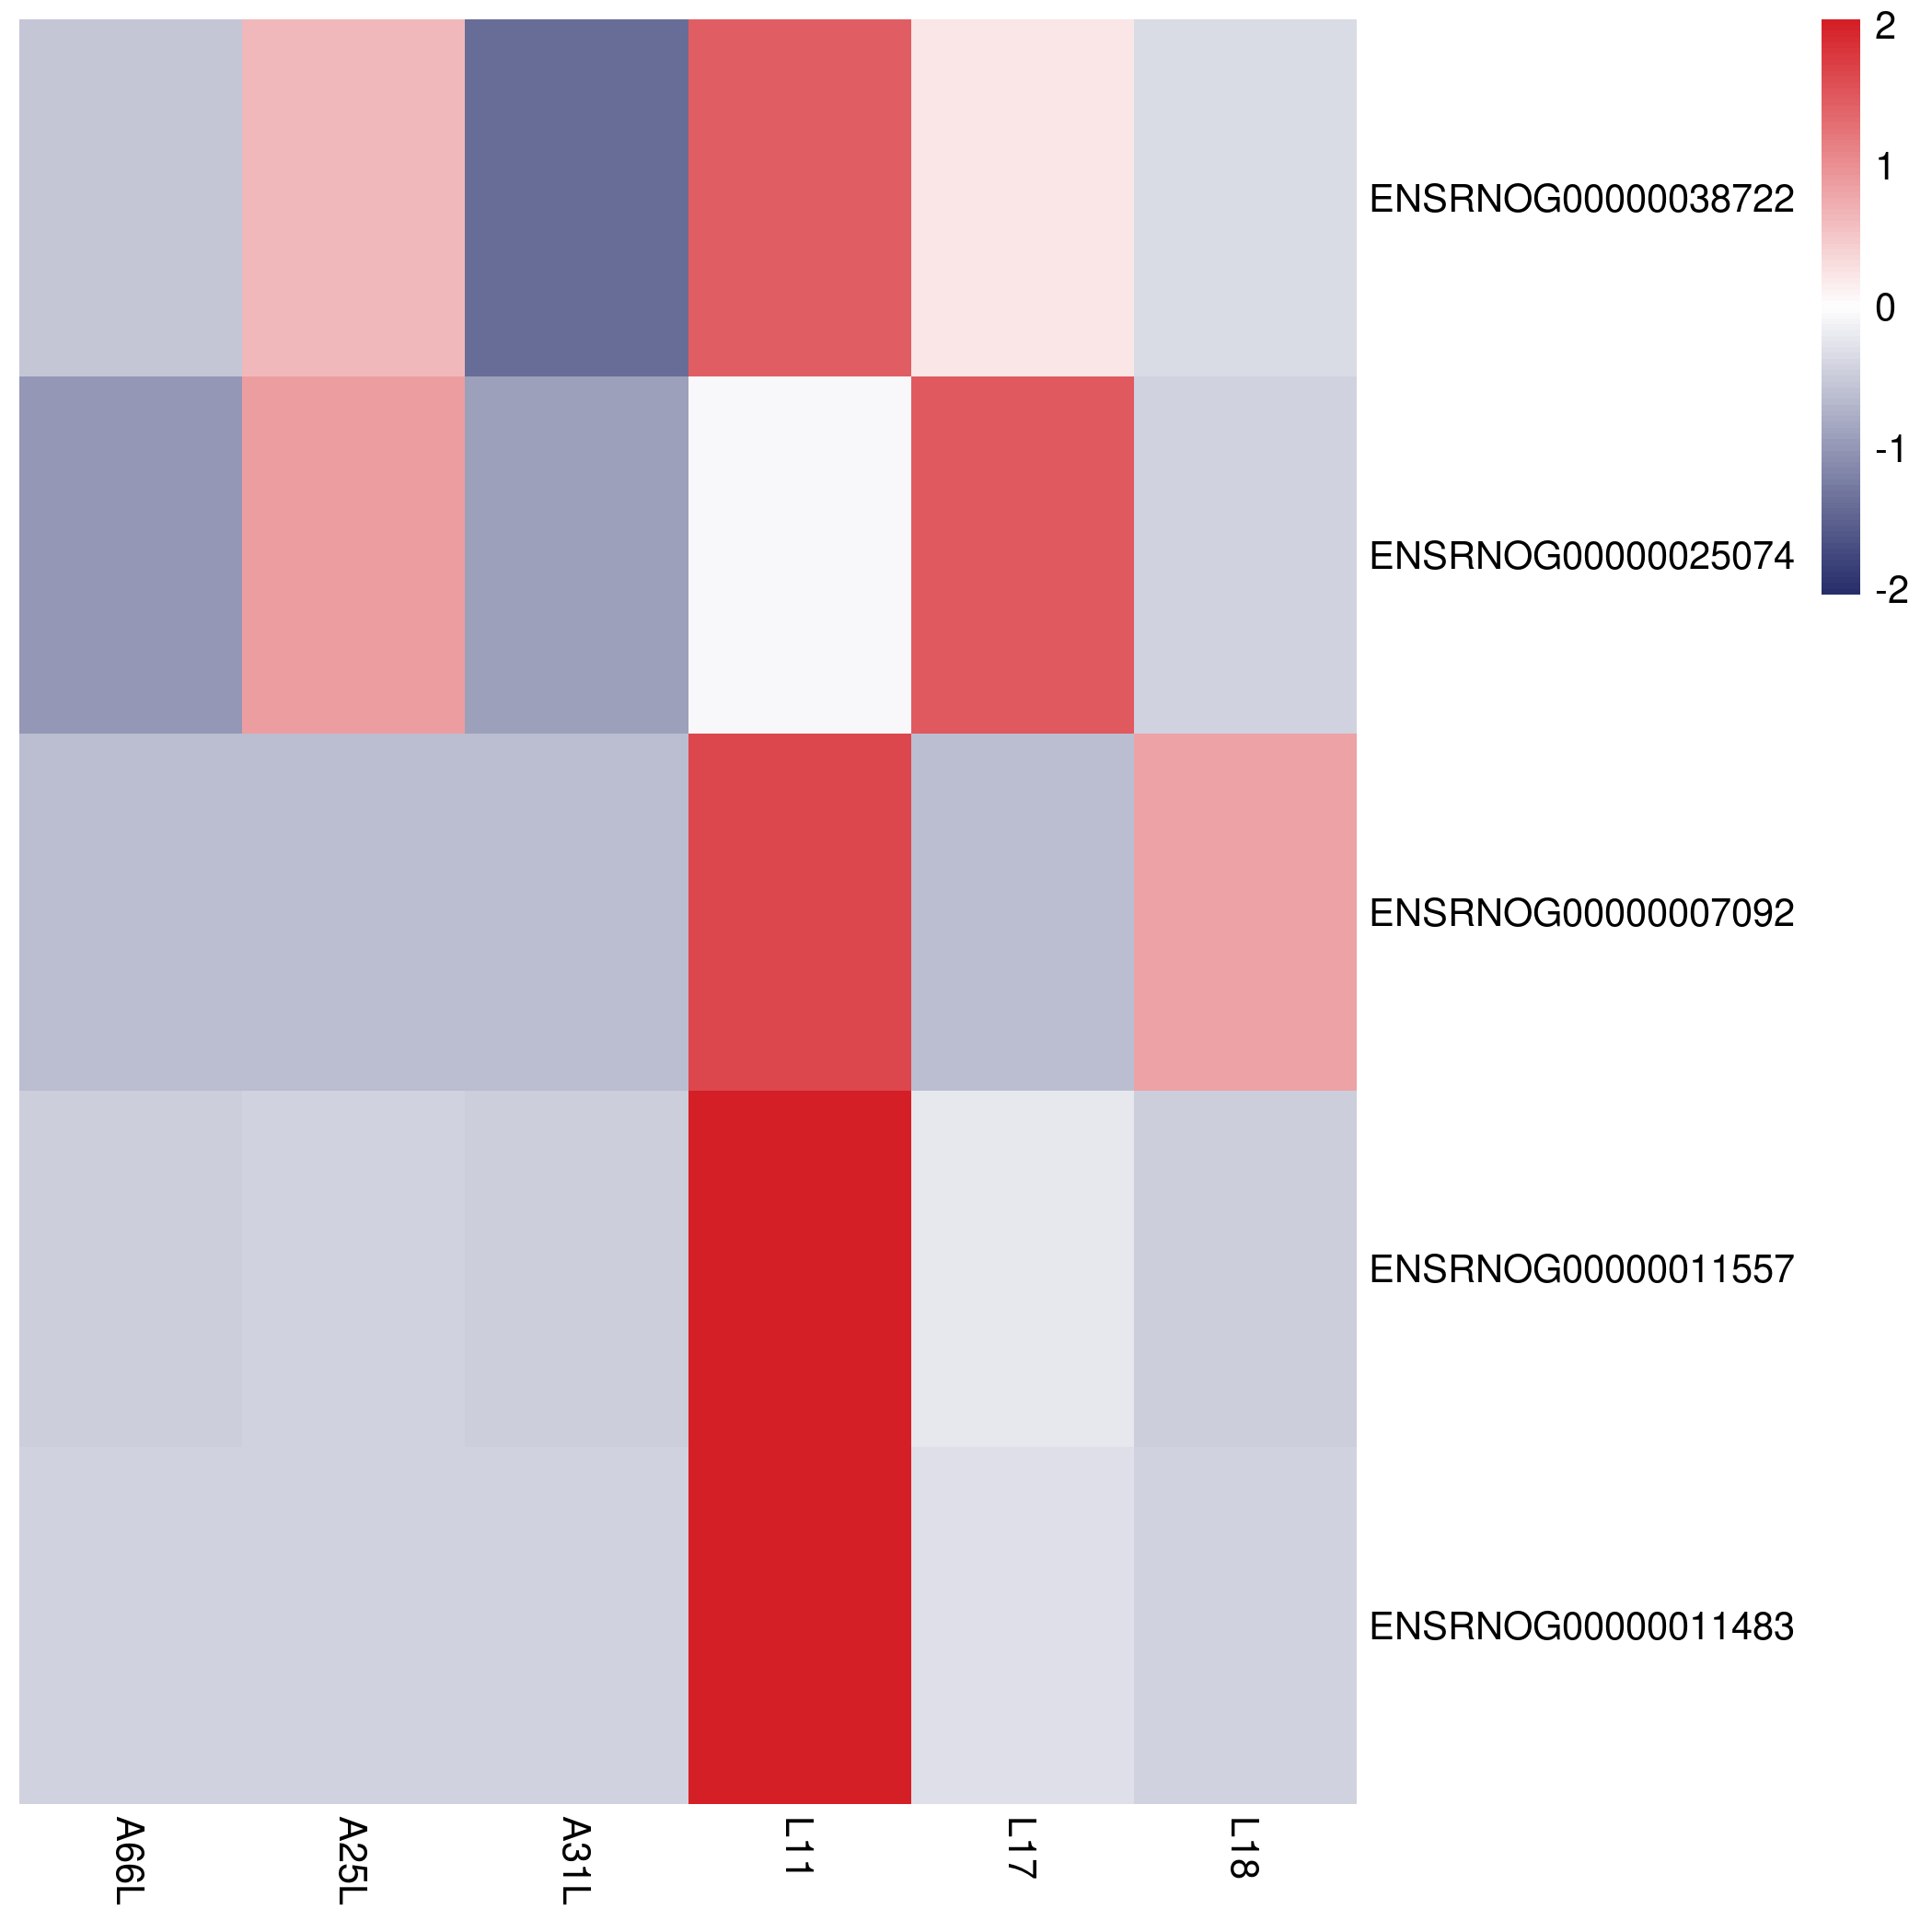 2
1
0
-1
-2
ENSRNOG00000038722
ENSRNOG00000025074
ENSRNOG00000007092
ENSRNOG00000011557
ENSRNOG00000011483
A66L
A25L
A31L
L11
L17
L18